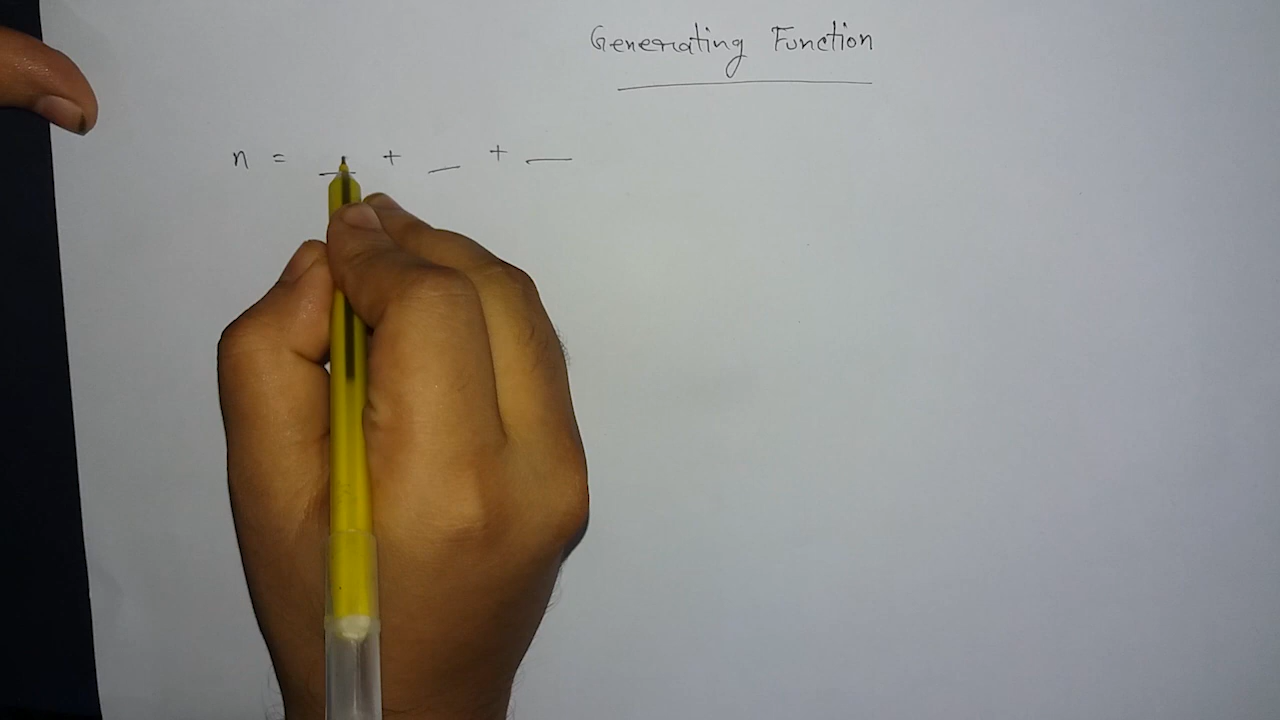 Generating Function
n = _ + _ + _